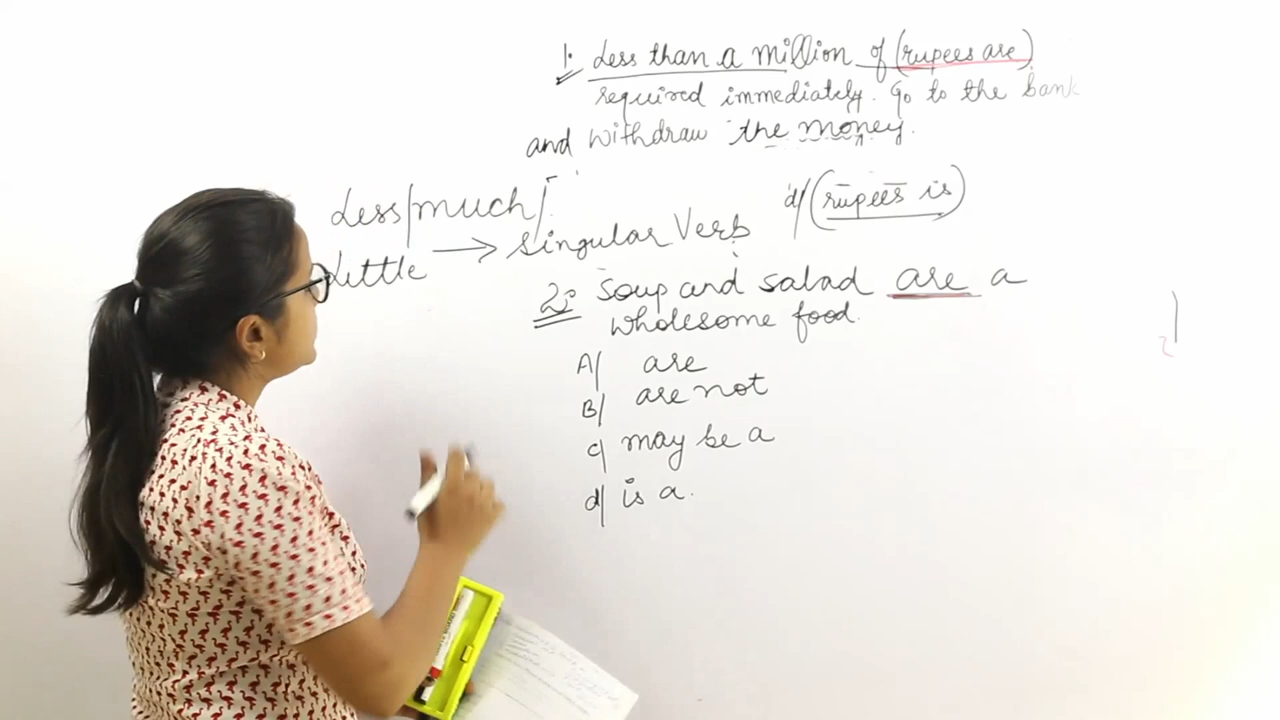 1. Less than a million of (rupees are)
required immediately. Go to the bank
and withdraw the money.
Less/much/
Little → singular Verb
d/ (rupees is)
2: Soup and salad are a
wholesome food.
A/ are
B/ are not
c/ may be a
d/ is a.